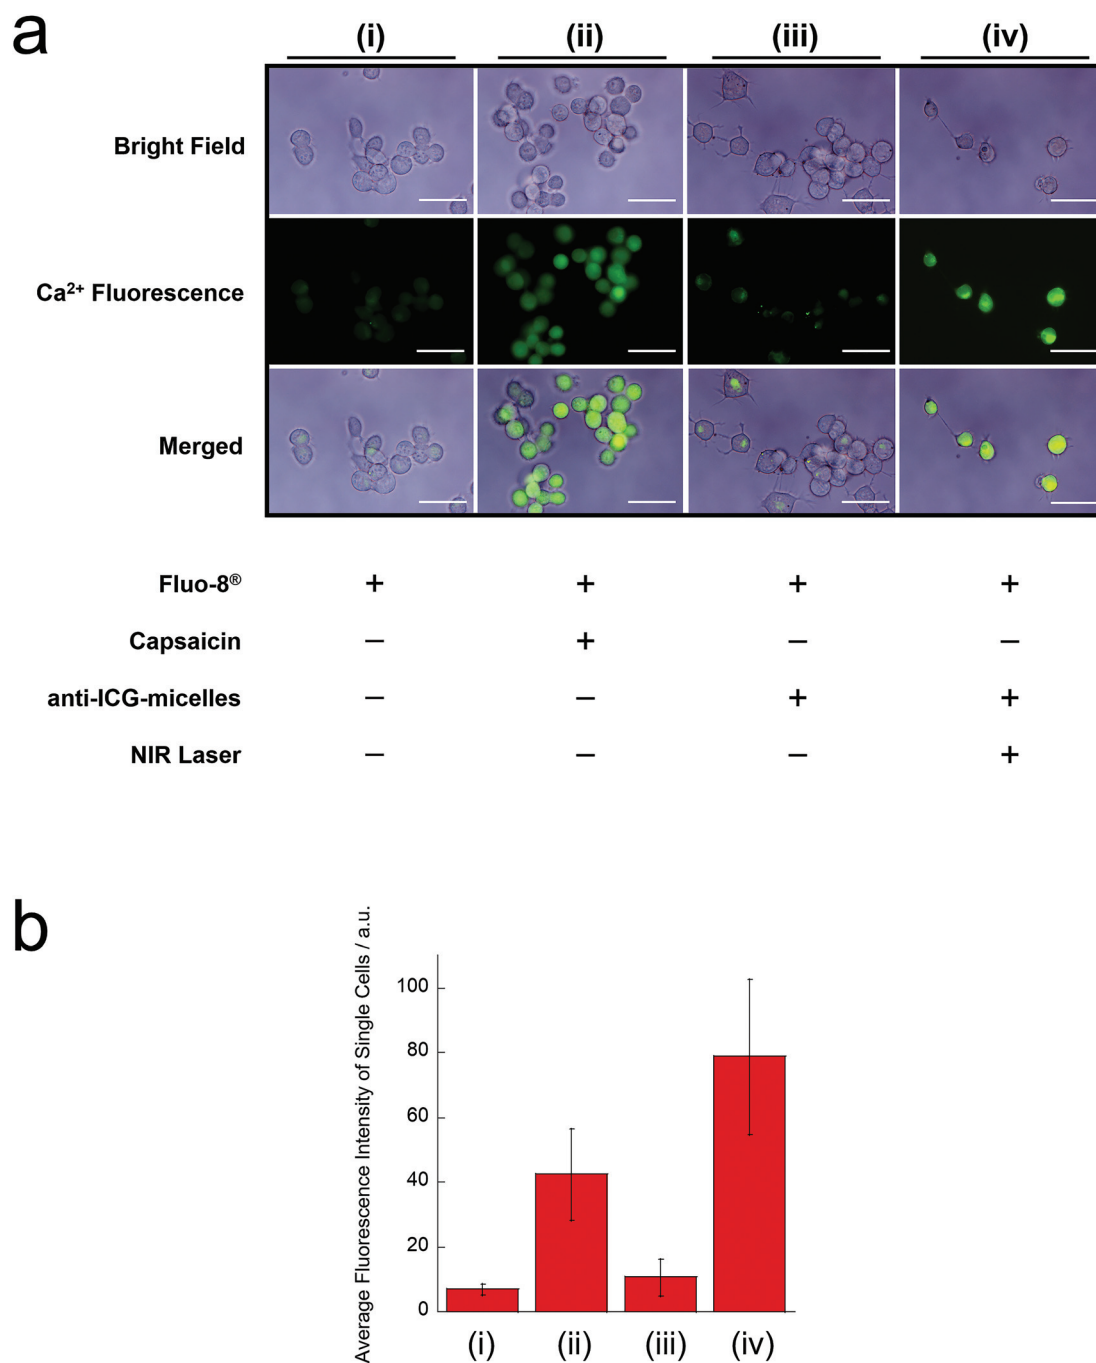 a
(i) (ii) (iii) (iv)
Bright Field
Ca²⁺ Fluorescence
Merged
Fluo-8® + + + +
Capsaicin – + – –
anti-ICG-micelles – – + +
NIR Laser – – – +
b
Average Fluorescence Intensity of Single Cells / a.u.
100
80
60
40
20
0
(i) (ii) (iii) (iv)